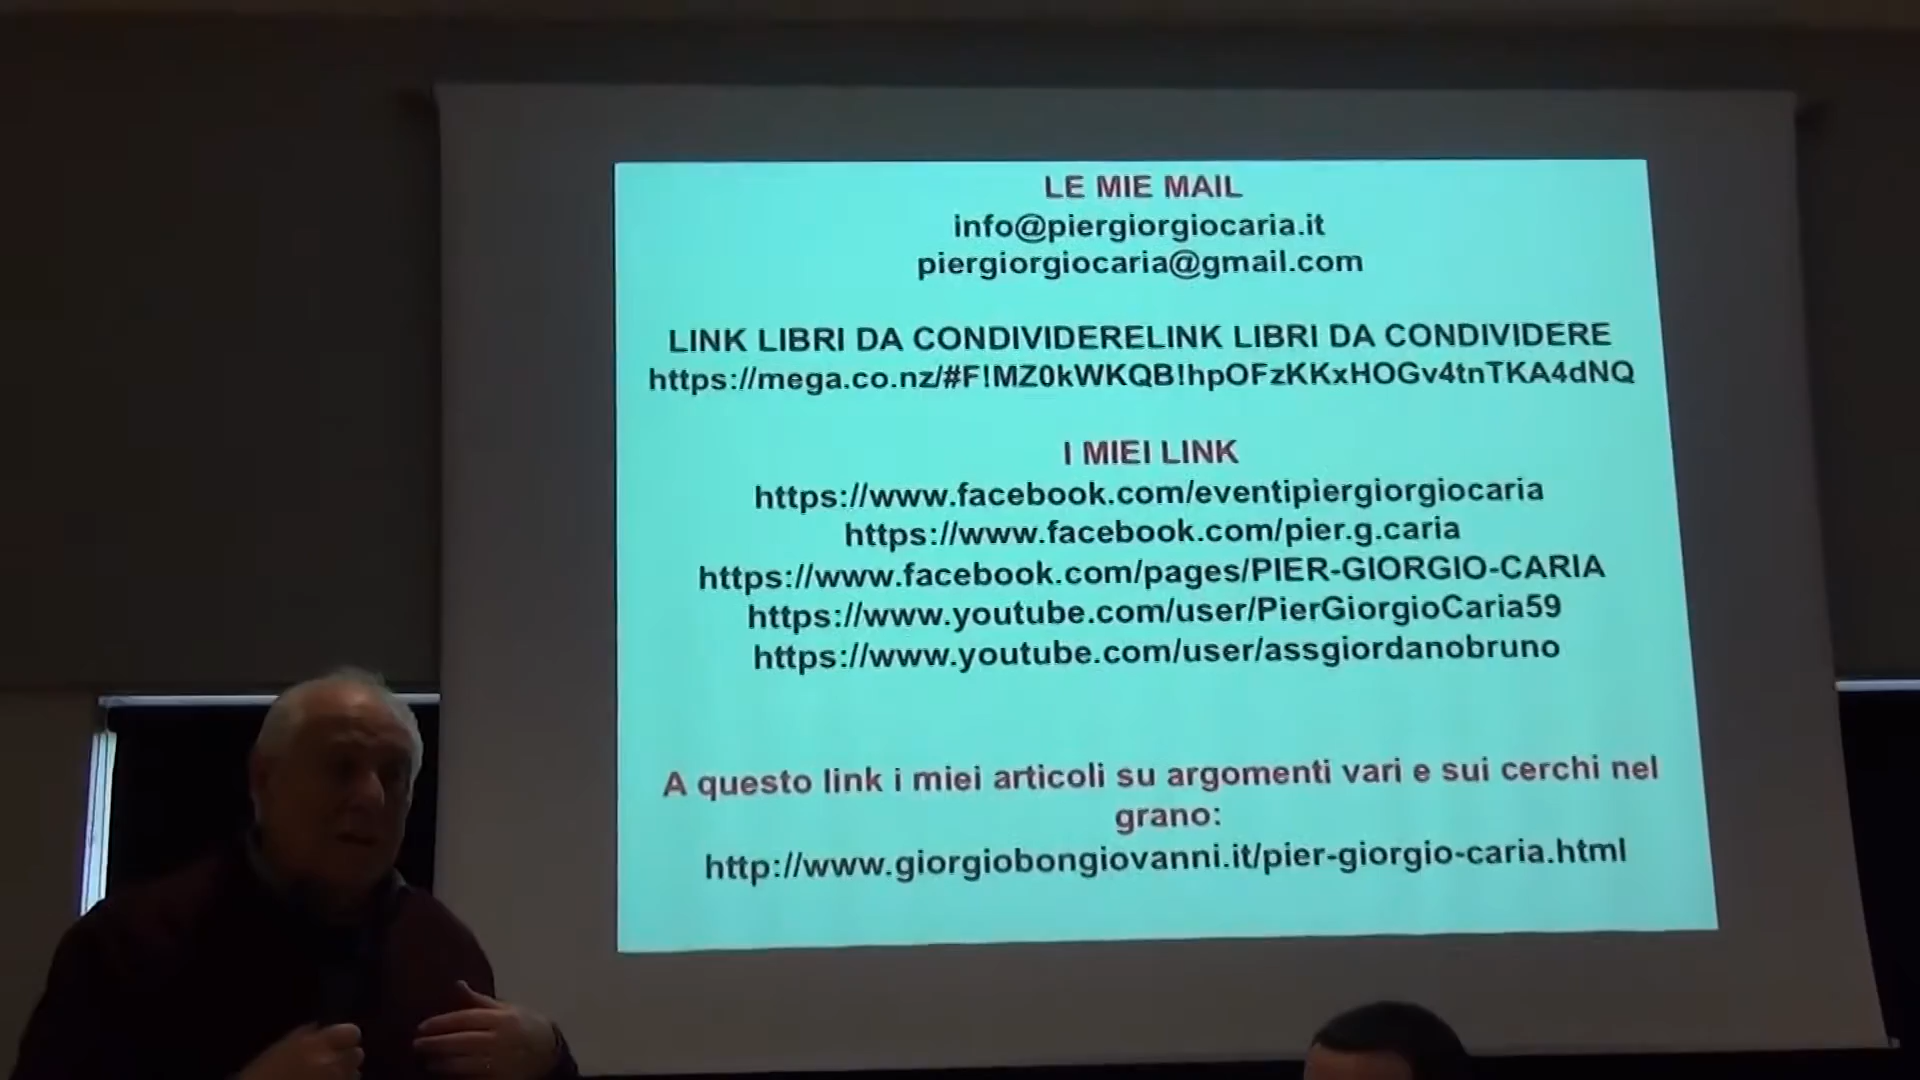 LE MIE MAIL
info@piergiorgiocaria.it
piergiorgiocaria@gmail.com
LINK LIBRI DA CONDIVIDERELINK LIBRI DA CONDIVIDERE
https://mega.co.nz/#F!MZ0kWKQB!hpOFzKKxHOGv4tnTKA4dNQ
I MIEI LINK
https://www.facebook.com/eventipiergiorgiocaria
https://www.facebook.com/pier.g.caria
https://www.facebook.com/pages/PIER-GIORGIO-CARIA
https://www.youtube.com/user/PierGiorgioCaria59
https://www.youtube.com/user/assgiordanobruno
A questo link i miei articoli su argomenti vari e sui cerchi nel
grano:
http://www.giorgiobongiovanni.it/pier-giorgio-caria.html